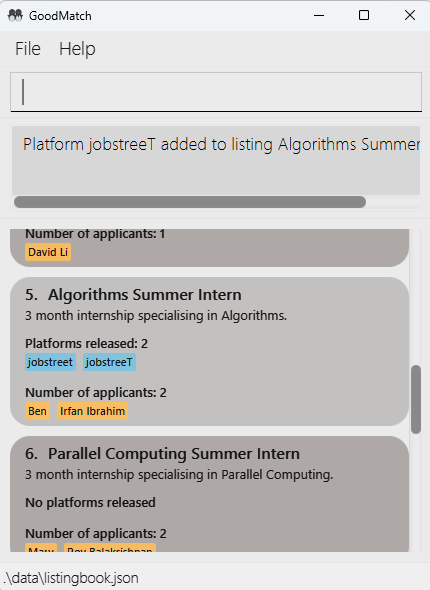 GoodMatch
File Help
Platform jobstreeT added to listing Algorithms Summer
Number of applicants: 1
David Li
5. Algorithms Summer Intern
3 month internship specialising in Algorithms.
Platforms released: 2
jobstreet jobstreeT
Number of applicants: 2
Ben Irfan Ibrahim
6. Parallel Computing Summer Intern
3 month internship specialising in Parallel Computing.
No platforms released
Number of applicants: 2
Mary Roy Balakrishnan
.\data\listingbook.json